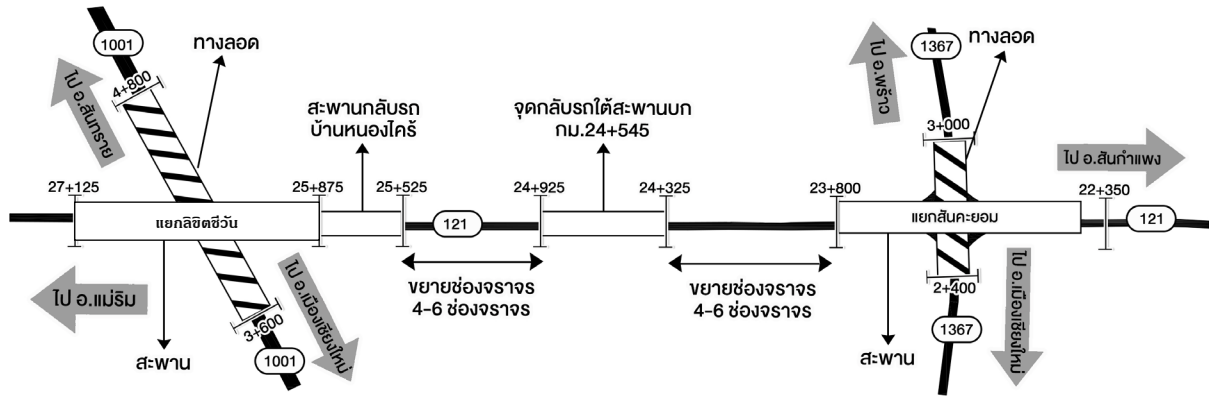 1001
ทางลอด
ไป อ.สันทราย
4+800
สะพานกลับรถ
บ้านหนองไคร้
จุดกลับรถใต้สะพานบก
กม.24+545
ไป อ.พร้าว
1367
ทางลอด
3+000
ไป อ.สันกำแพง
27+125
25+875
25+525
24+925
24+325
23+800
22+350
แยกลิขิตชีวัน
121
แยกสันคะยอม
121
ไป อ.แม่ริม
ไป อ.เมืองเชียงใหม่
ขยายช่องจราจร
4-6 ช่องจราจร
ขยายช่องจราจร
4-6 ช่องจราจร
2+400
ไป อ.เมืองเชียงใหม่
3+600
1367
สะพาน
1001
สะพาน